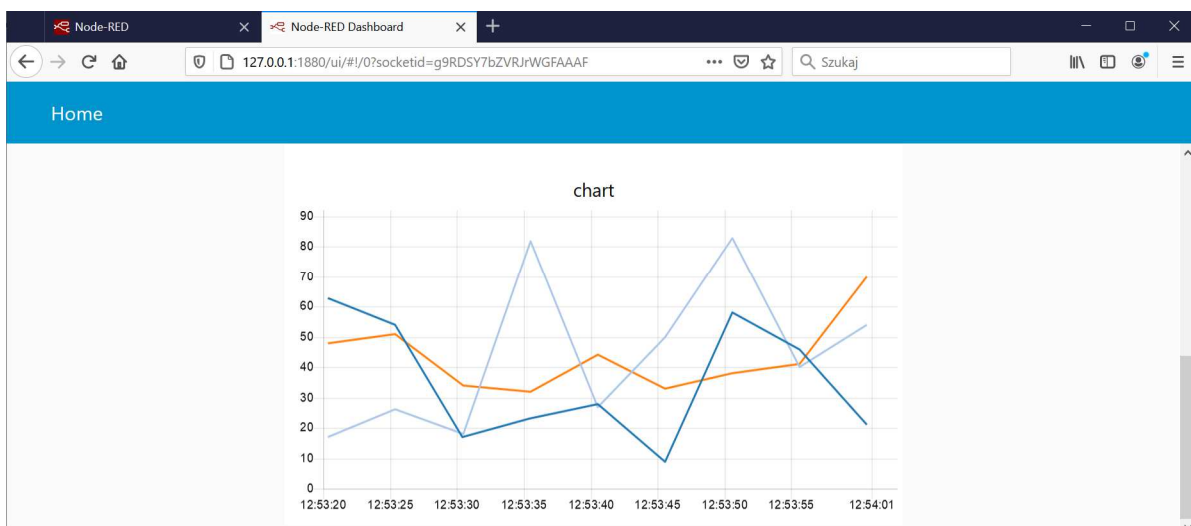 Node-RED
Node-RED Dashboard
127.0.0.1:1880/ui/#!/0?socketid=g9RDSY7bZVRJrWGFAAAF
Szukaj
Home
chart
90
80
70
60
50
40
30
20
10
0
12:53:20 12:53:25 12:53:30 12:53:35 12:53:40 12:53:45 12:53:50 12:53:55 12:54:01